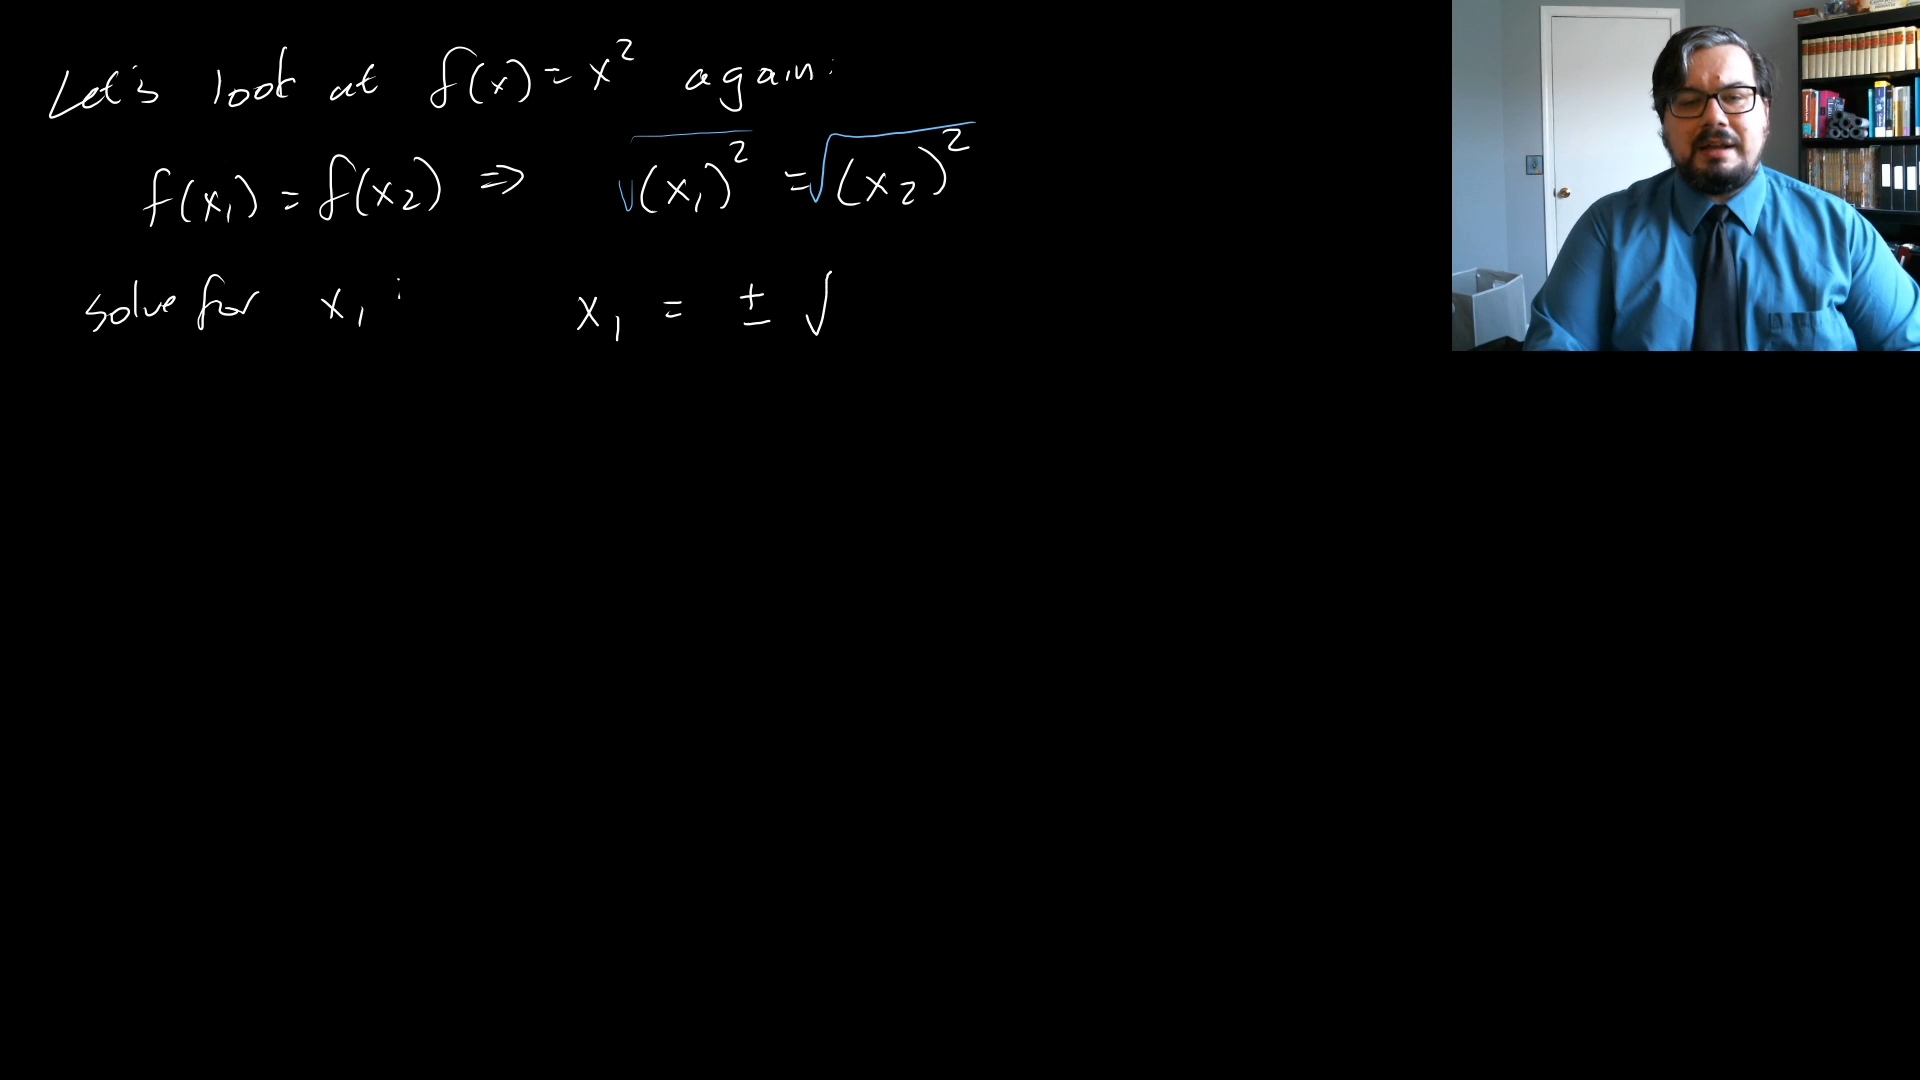 Let's look at f(x) = x² again:
f(x₁) = f(x₂) ⇒ √(x₁)² = √(x₂)²
solve for x₁: x₁ = ± √